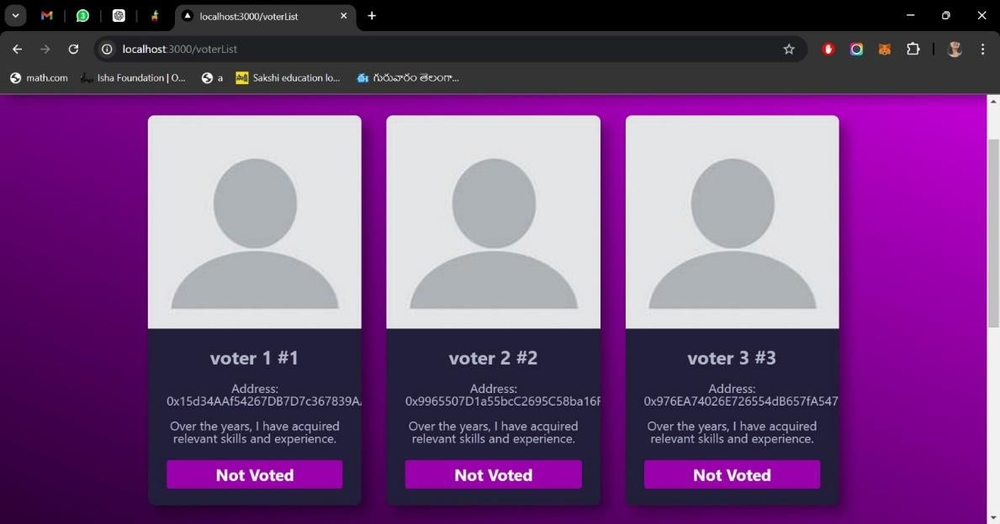 localhost:3000/voterList
localhost:3000/voterList
math.com
Isha Foundation | O...
a
Sakshi education lo...
గురువారం తెలంగా...
voter 1 #1
Address:
0x15d34AAf54267DB7D7c367839A
Over the years, I have acquired
relevant skills and experience.
Not Voted
voter 2 #2
Address:
0x9965507D1a55bcC2695C58ba16F
Over the years, I have acquired
relevant skills and experience.
Not Voted
voter 3 #3
Address:
0x976EA74026E726554dB657fA547
Over the years, I have acquired
relevant skills and experience.
Not Voted